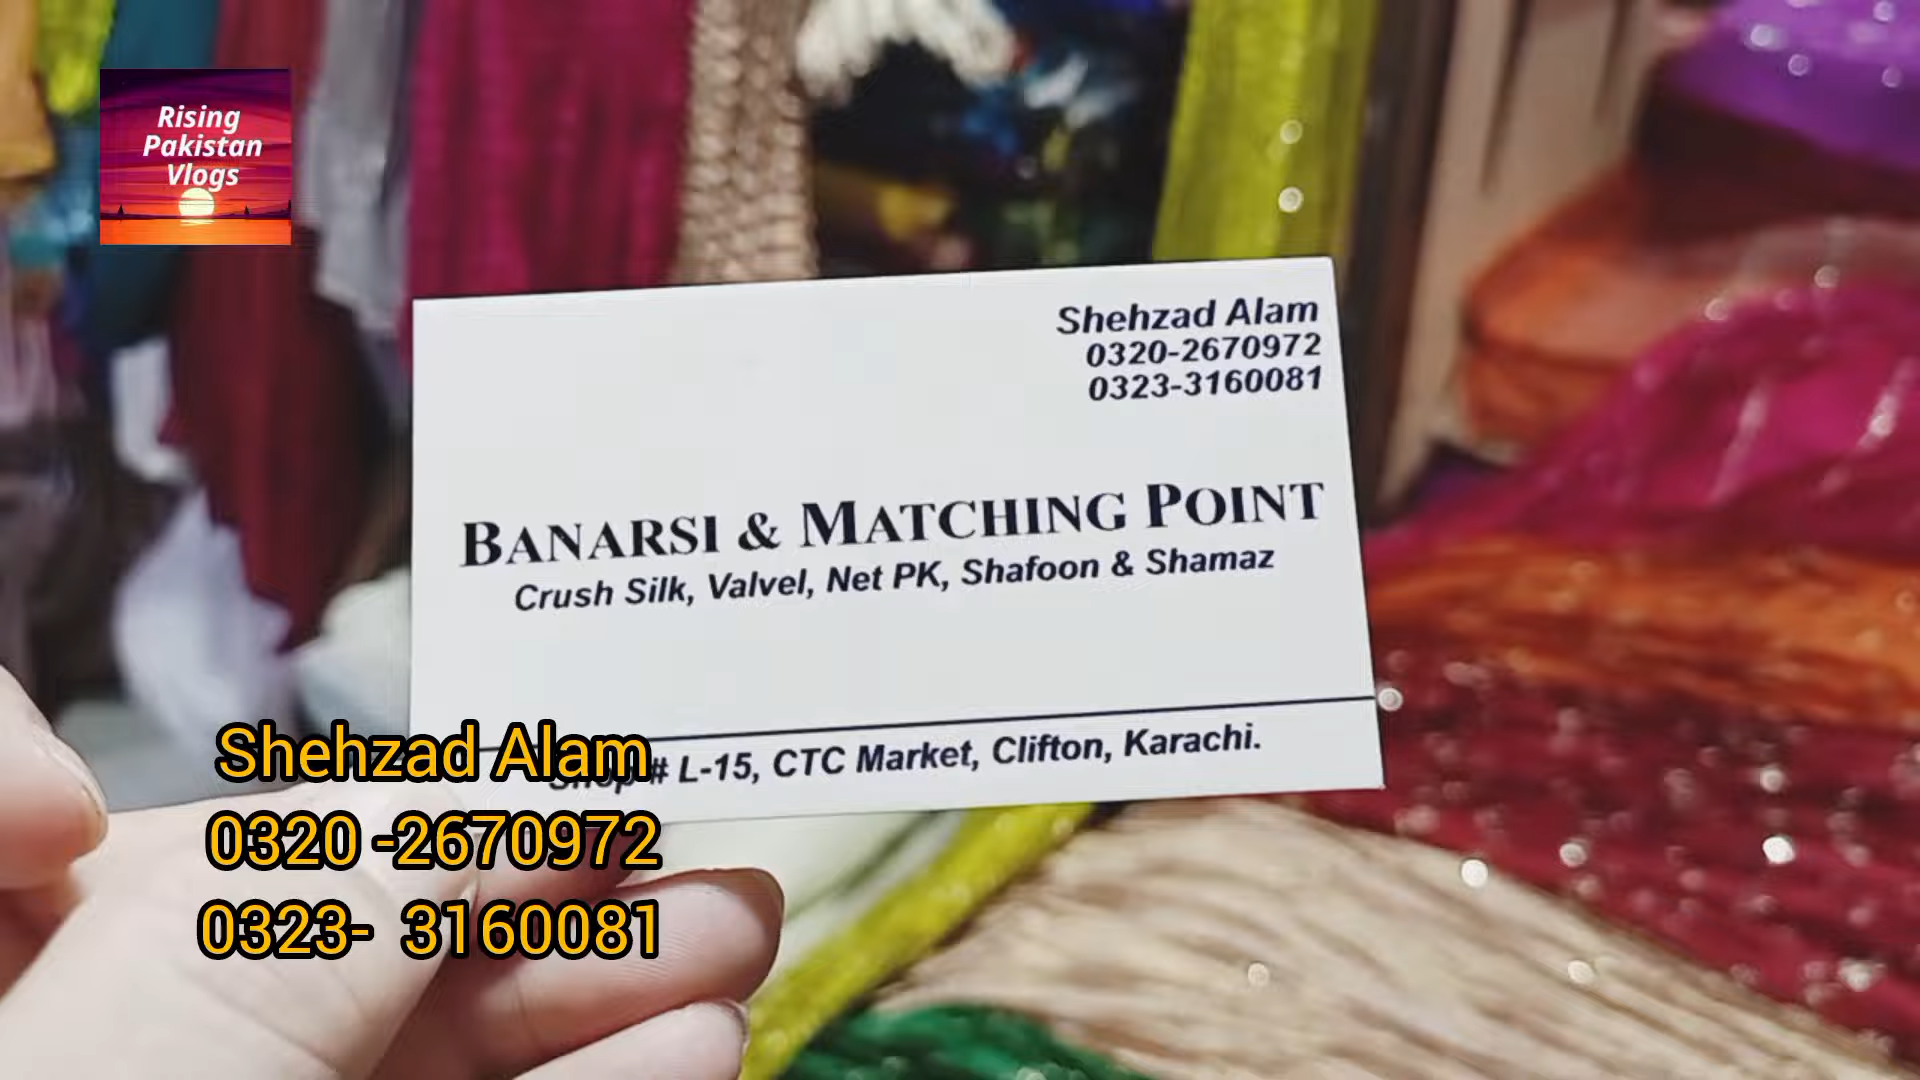 Rising
Pakistan
Vlogs
Shehzad Alam
0320-2670972
0323-3160081
BANARSI & MATCHING POINT
Crush Silk, Valvel, Net PK, Shafoon & Shamaz
Shop # L-15, CTC Market, Clifton, Karachi.
Shehzad Alam
0320 -2670972
0323- 3160081